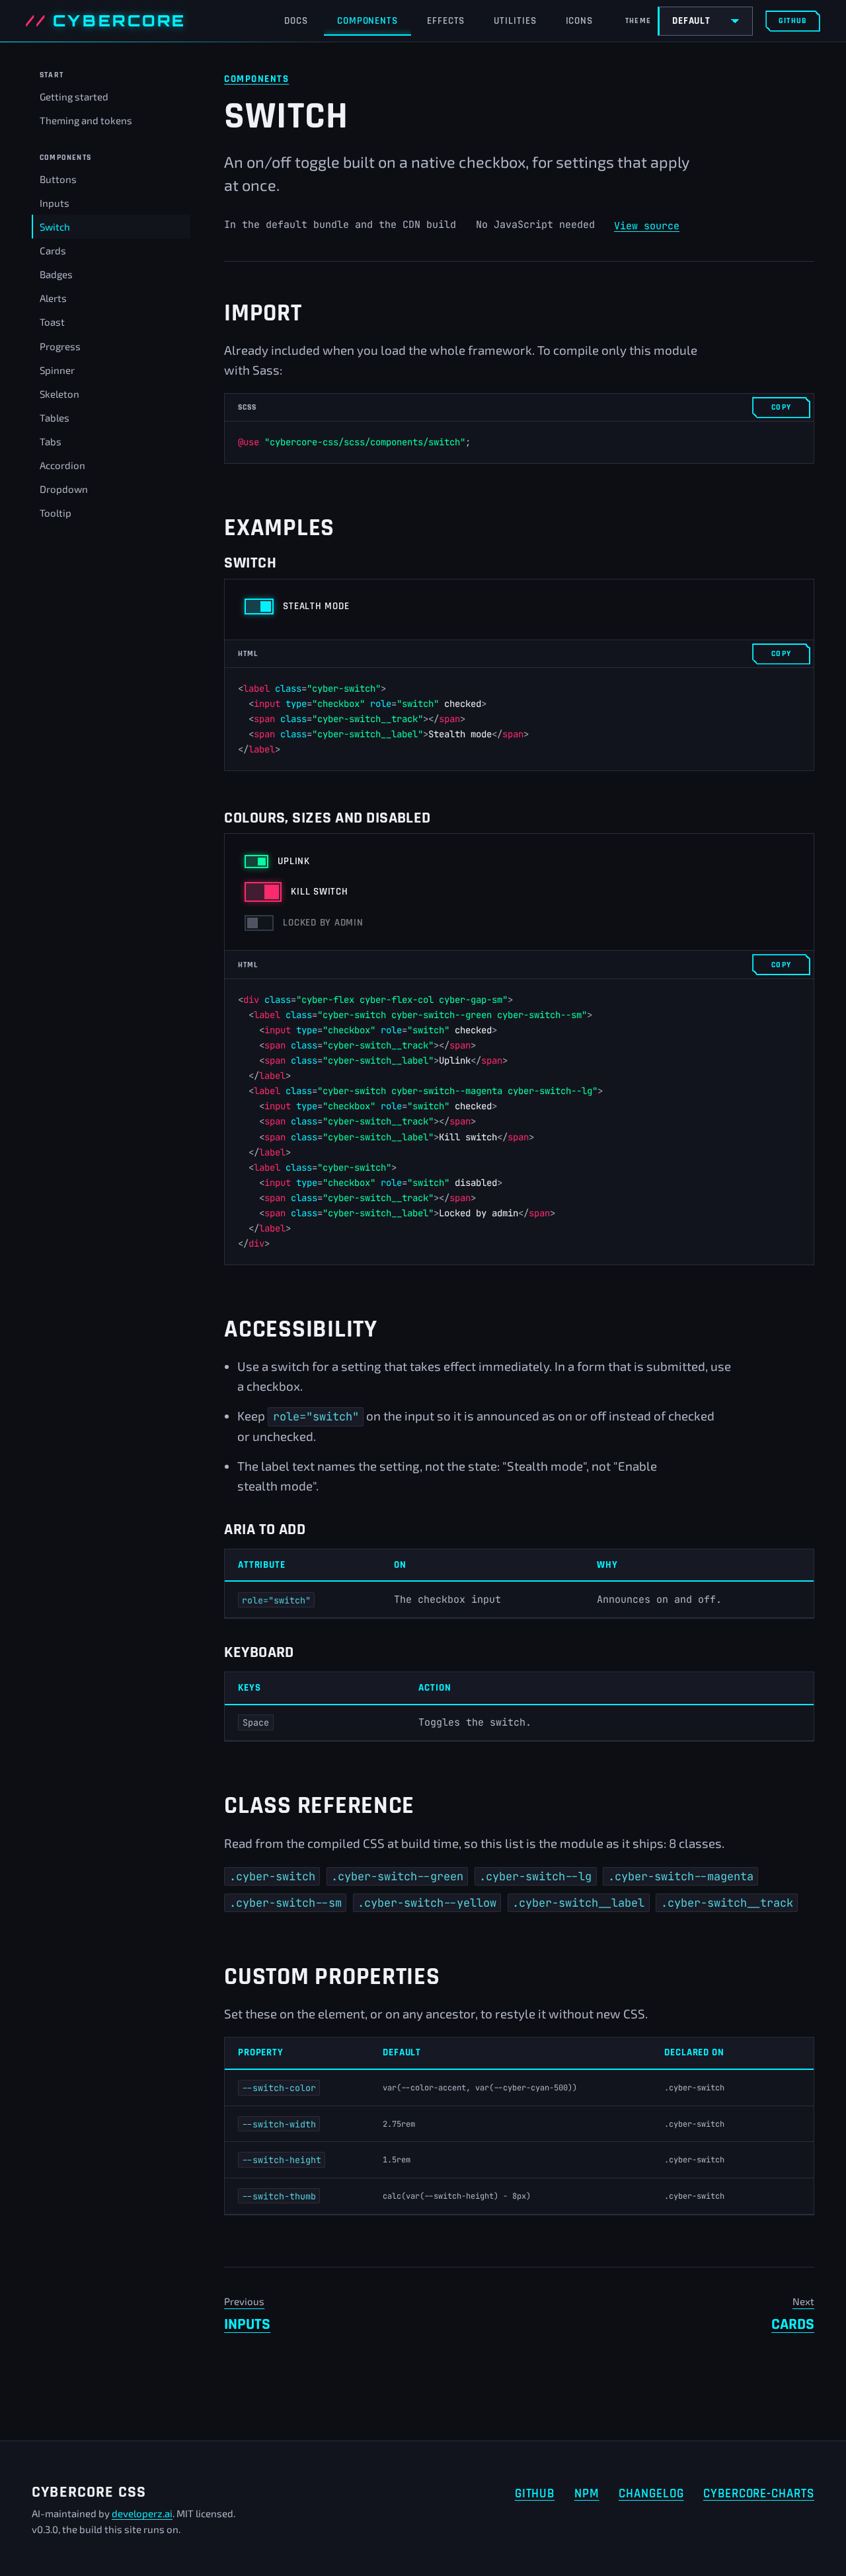 // CYBERCORE
DOCS
COMPONENTS
EFFECTS
UTILITIES
ICONS
THEME
DEFAULT
GITHUB
START
Getting started
Theming and tokens
COMPONENTS
Buttons
Inputs
Switch
Cards
Badges
Alerts
Toast
Progress
Spinner
Skeleton
Tables
Tabs
Accordion
Dropdown
Tooltip
COMPONENTS
SWITCH
An on/off toggle built on a native checkbox, for settings that apply
at once.
In the default bundle and the CDN build No JavaScript needed View source
IMPORT
Already included when you load the whole framework. To compile only this module
with Sass:
SCSS
COPY
@use "cybercore-css/scss/components/switch";
EXAMPLES
SWITCH
STEALTH MODE
HTML
COPY
<label class="cyber-switch">
  <input type="checkbox" role="switch" checked>
  <span class="cyber-switch__track"></span>
  <span class="cyber-switch__label">Stealth mode</span>
</label>
COLOURS, SIZES AND DISABLED
UPLINK
KILL SWITCH
LOCKED BY ADMIN
HTML
COPY
<div class="cyber-flex cyber-flex-col cyber-gap-sm">
  <label class="cyber-switch cyber-switch--green cyber-switch--sm">
    <input type="checkbox" role="switch" checked>
    <span class="cyber-switch__track"></span>
    <span class="cyber-switch__label">Uplink</span>
  </label>
  <label class="cyber-switch cyber-switch--magenta cyber-switch--lg">
    <input type="checkbox" role="switch" checked>
    <span class="cyber-switch__track"></span>
    <span class="cyber-switch__label">Kill switch</span>
  </label>
  <label class="cyber-switch">
    <input type="checkbox" role="switch" disabled>
    <span class="cyber-switch__track"></span>
    <span class="cyber-switch__label">Locked by admin</span>
  </label>
</div>
ACCESSIBILITY
• Use a switch for a setting that takes effect immediately. In a form that is submitted, use
a checkbox.
• Keep role="switch" on the input so it is announced as on or off instead of checked
or unchecked.
• The label text names the setting, not the state: "Stealth mode", not "Enable
stealth mode".
ARIA TO ADD
ATTRIBUTE ON WHY
role="switch" The checkbox input Announces on and off.
KEYBOARD
KEYS ACTION
Space Toggles the switch.
CLASS REFERENCE
Read from the compiled CSS at build time, so this list is the module as it ships: 8 classes.
.cyber-switch .cyber-switch--green .cyber-switch--lg .cyber-switch--magenta
.cyber-switch--sm .cyber-switch--yellow .cyber-switch__label .cyber-switch__track
CUSTOM PROPERTIES
Set these on the element, or on any ancestor, to restyle it without new CSS.
PROPERTY DEFAULT DECLARED ON
--switch-color var(--color-accent, var(--cyber-cyan-500)) .cyber-switch
--switch-width 2.75rem .cyber-switch
--switch-height 1.5rem .cyber-switch
--switch-thumb calc(var(--switch-height) - 8px) .cyber-switch
Previous
INPUTS
Next
CARDS
CYBERCORE CSS
AI-maintained by developerz.ai. MIT licensed.
v0.3.0, the build this site runs on.
GITHUB NPM CHANGELOG CYBERCORE-CHARTS